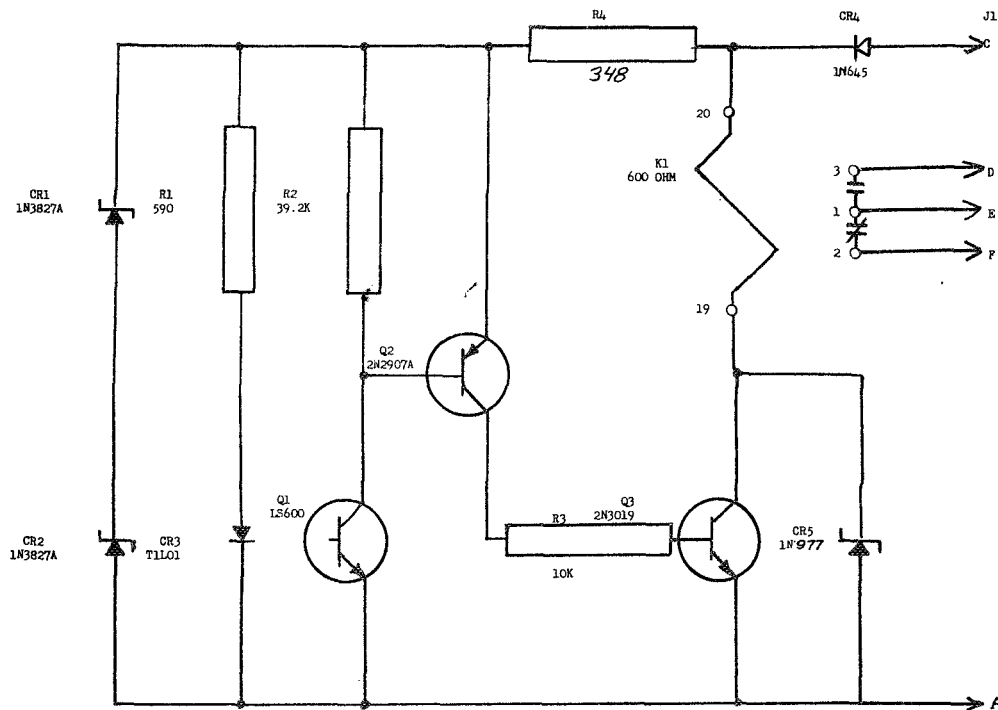 R4
348
CR4
1N645
J1
C
20
K1
600 OHM
3
D
1
E
2
F
CR1
1N3827A
R1
590
R2
39.2K
19
Q2
2N2907A
Q1
LS600
Q3
2N3019
R3
10K
CR2
1N3827A
CR3
T1L01
CR5
1N977